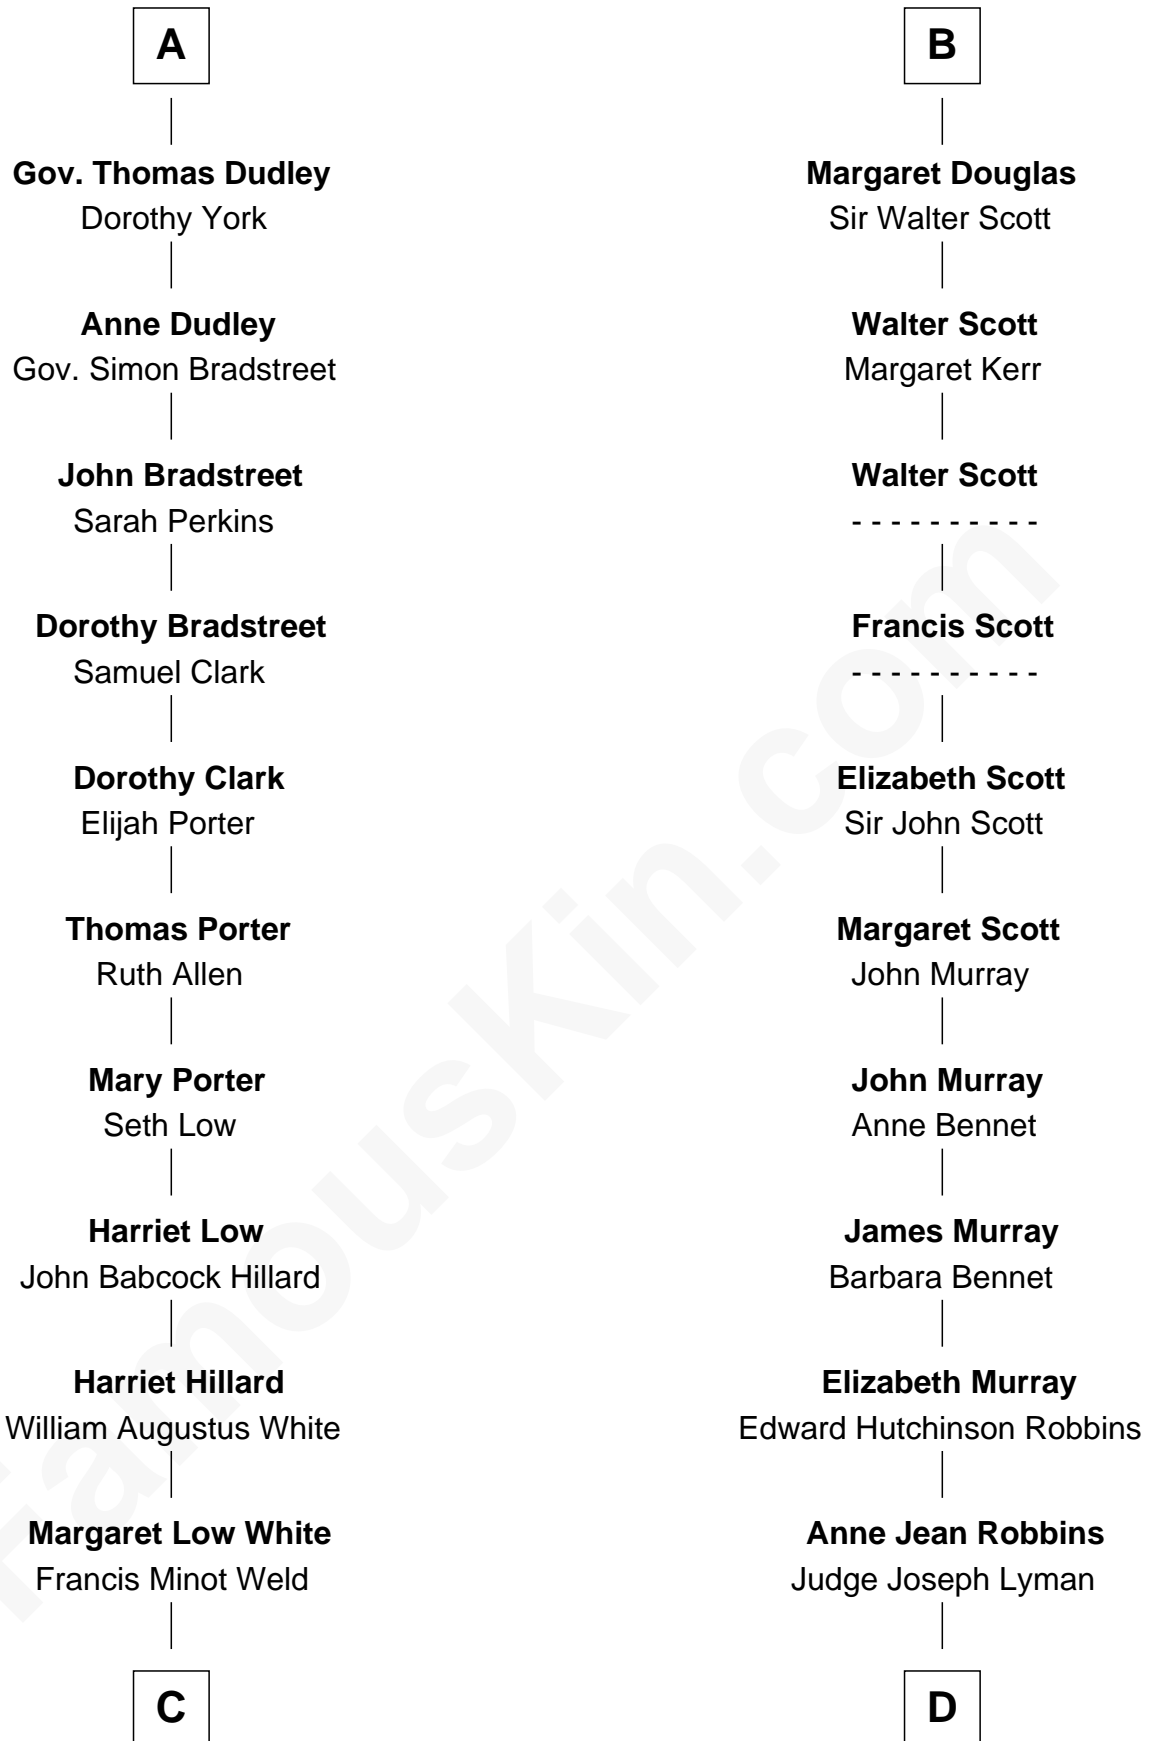 A
Gov. Thomas Dudley
Dorothy York
Anne Dudley
Gov. Simon Bradstreet
John Bradstreet
Sarah Perkins
Dorothy Bradstreet
Samuel Clark
Dorothy Clark
Elijah Porter
Thomas Porter
Ruth Allen
Mary Porter
Seth Low
Harriet Low
John Babcock Hillard
Harriet Hillard
William Augustus White
Margaret Low White
Francis Minot Weld
C
B
Margaret Douglas
Sir Walter Scott
Walter Scott
Margaret Kerr
Walter Scott
- - - - - - - - - -
Francis Scott
- - - - - - - - - -
Elizabeth Scott
Sir John Scott
Margaret Scott
John Murray
John Murray
Anne Bennet
James Murray
Barbara Bennet
Elizabeth Murray
Edward Hutchinson Robbins
Anne Jean Robbins
Judge Joseph Lyman
D
FamousKin.com